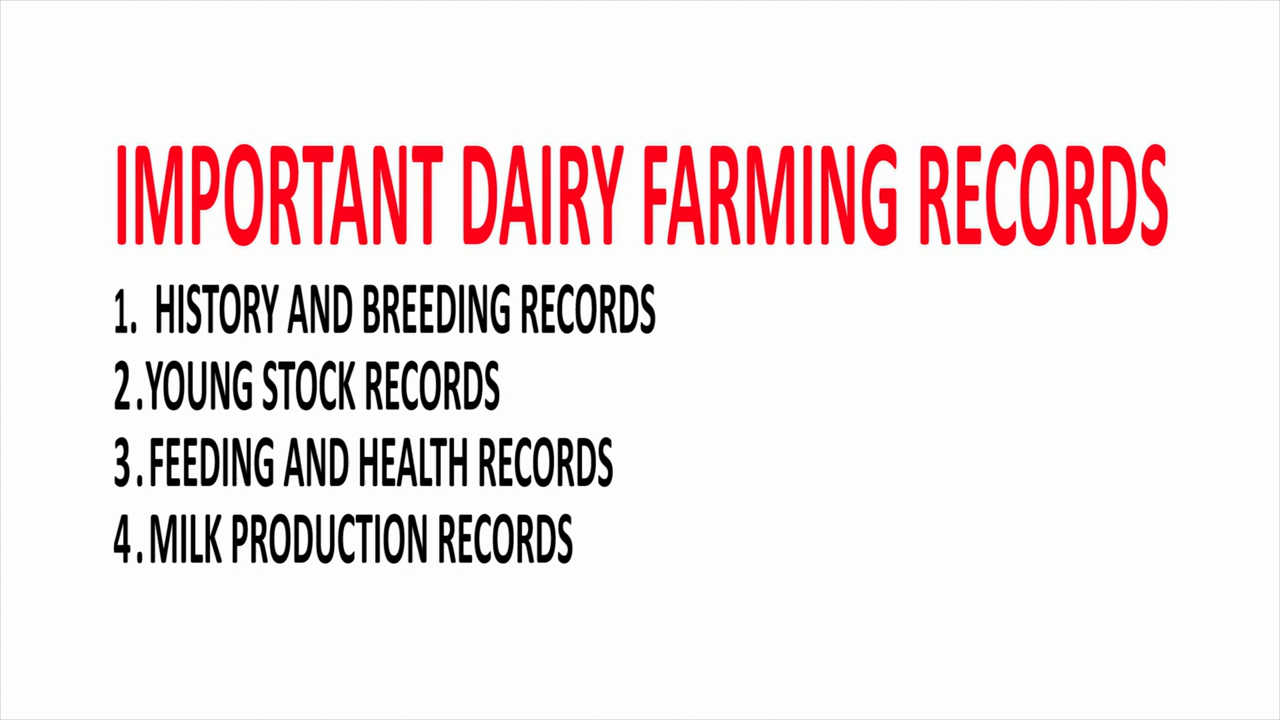 IMPORTANT DAIRY FARMING RECORDS
1. HISTORY AND BREEDING RECORDS
2.YOUNG STOCK RECORDS
3.FEEDING AND HEALTH RECORDS
4.MILK PRODUCTION RECORDS